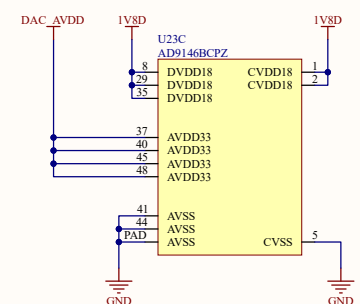 DAC_AVDD 1V8D 1V8D
U23C
AD9146BCPZ
8 DVDD18 CVDD18 1
29 DVDD18 CVDD18 2
35 DVDD18
37 AVDD33
40 AVDD33
45 AVDD33
48 AVDD33
41 AVSS
44 AVSS
PAD AVSS CVSS 5
GND GND